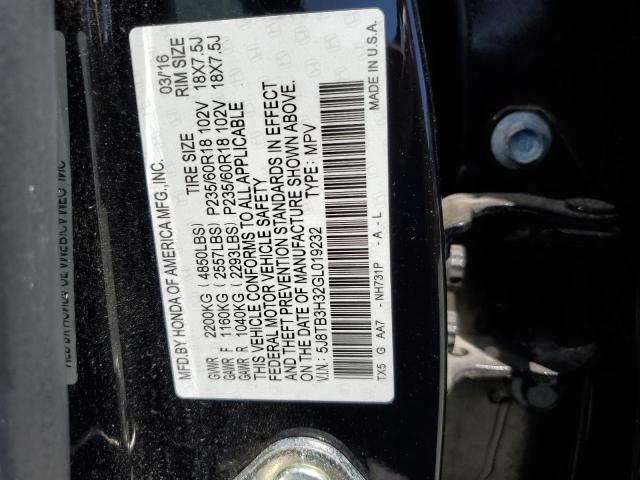 MFD.BY HONDA OF AMERICA MFG.,INC. 03/'16
TIRE SIZE RIM SIZE
GVWR 2200KG ( 4850LBS)
GAWR F 1160KG ( 2557LBS) P235/60R18 102V 18X7.5J
GAWR R 1040KG ( 2293LBS) P235/60R18 102V 18X7.5J
THIS VEHICLE CONFORMS TO ALL APPLICABLE
FEDERAL MOTOR VEHICLE SAFETY
AND THEFT PREVENTION STANDARDS IN EFFECT
ON THE DATE OF MANUFACTURE SHOWN ABOVE.
V.I.N.: 5J8TB3H32GL019232 TYPE: MPV
TX5 G AA7 - NH731P - A - L MADE IN U.S.A.